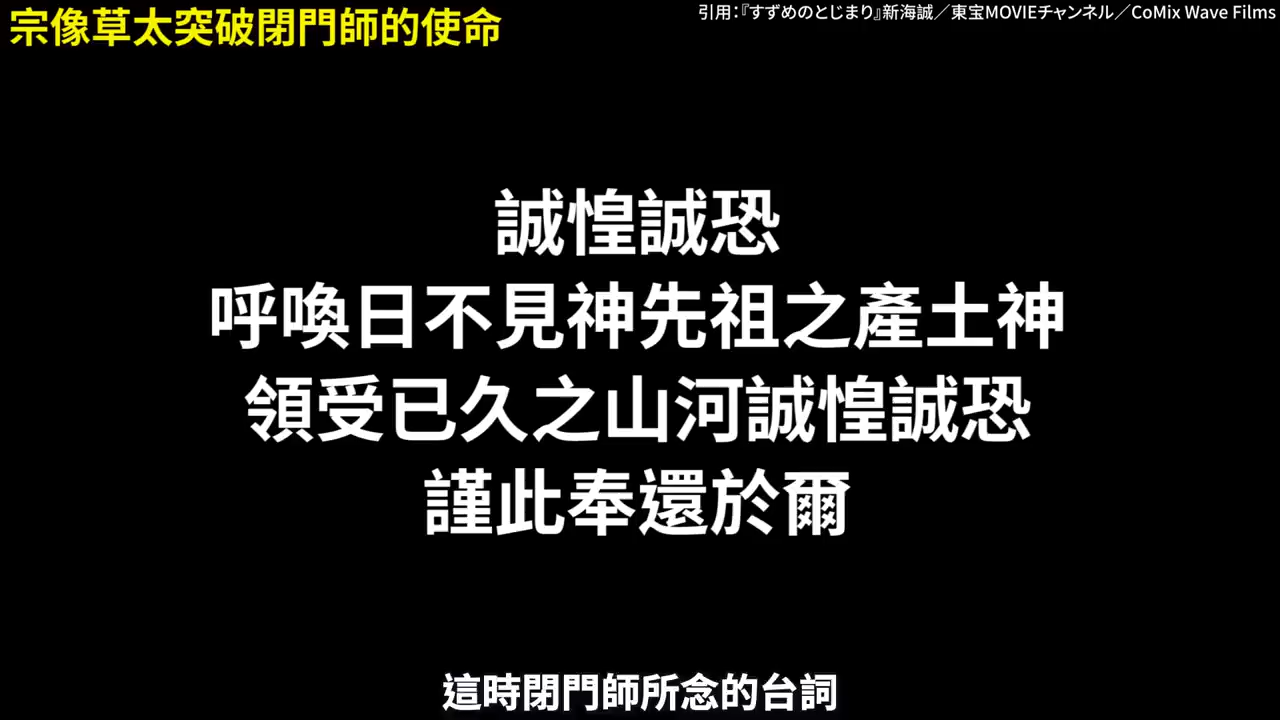 宗像草太突破閉門師的使命
引用：『すずめのとじまり』新海誠／東宝MOVIEチャンネル／CoMix Wave Films
誠惶誠恐
呼喚日不見神先祖之產土神
領受已久之山河誠惶誠恐
謹此奉還於爾
這時閉門師所念的台詞